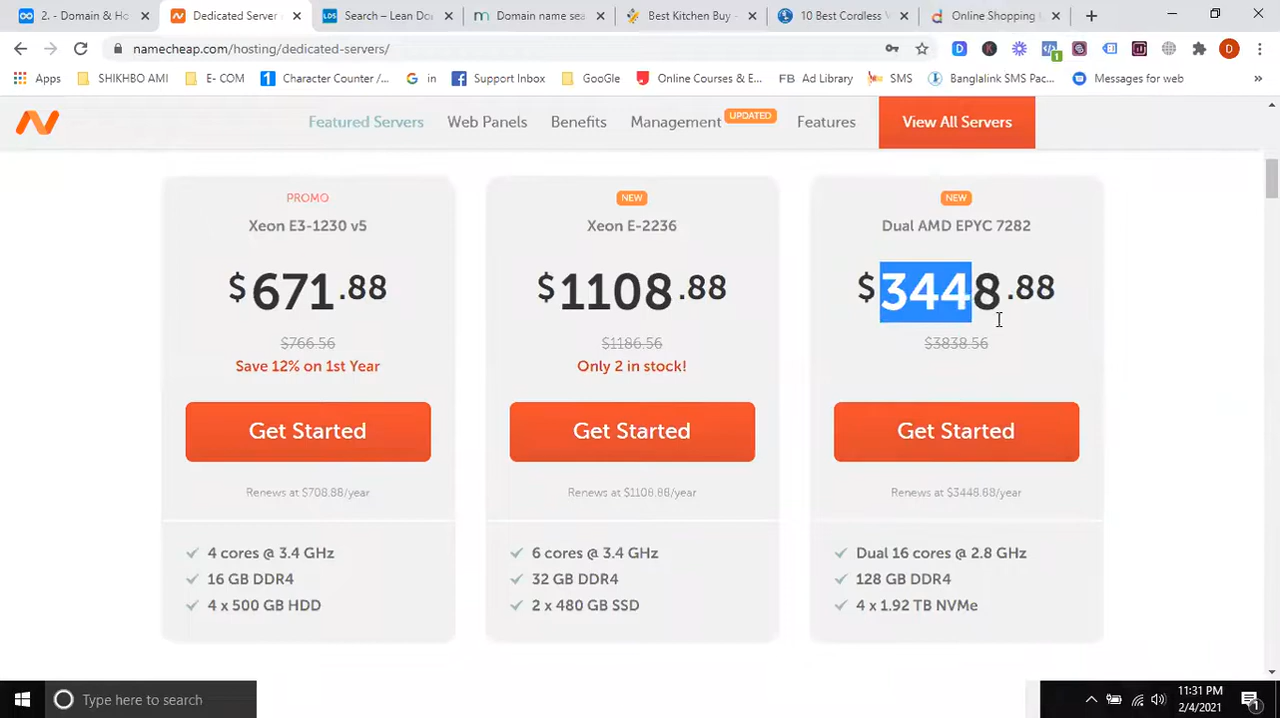 2. - Domain & Ho
Dedicated Server
Search – Lean Do
Domain name sea
Best Kitchen Buy -
10 Best Cordless V
Online Shopping
namecheap.com/hosting/dedicated-servers/
D
Apps
SHIKHBO AMI
E- COM
Character Counter /...
in
Support Inbox
GooGle
Online Courses & E...
FB Ad Library
SMS
Banglalink SMS Pac...
Messages for web
»
Featured Servers
Web Panels
Benefits
Management
UPDATED
Features
View All Servers
PROMO
Xeon E3-1230 v5
$671.88
$766.56
Save 12% on 1st Year
Get Started
Renews at $708.88/year
4 cores @ 3.4 GHz
16 GB DDR4
4 x 500 GB HDD
NEW
Xeon E-2236
$1108.88
$1186.56
Only 2 in stock!
Get Started
Renews at $1108.88/year
6 cores @ 3.4 GHz
32 GB DDR4
2 x 480 GB SSD
NEW
Dual AMD EPYC 7282
$3448.88
$3838.56
Get Started
Renews at $3448.88/year
Dual 16 cores @ 2.8 GHz
128 GB DDR4
4 x 1.92 TB NVMe
Type here to search
11:31 PM
2/4/2021